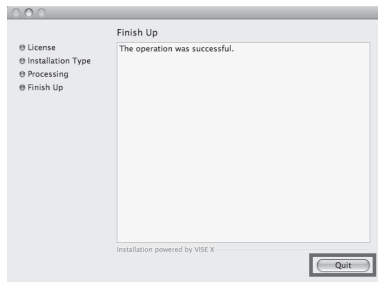 Finish Up
License
Installation Type
Processing
Finish Up
The operation was successful.
Installation powered by VISE X
Quit